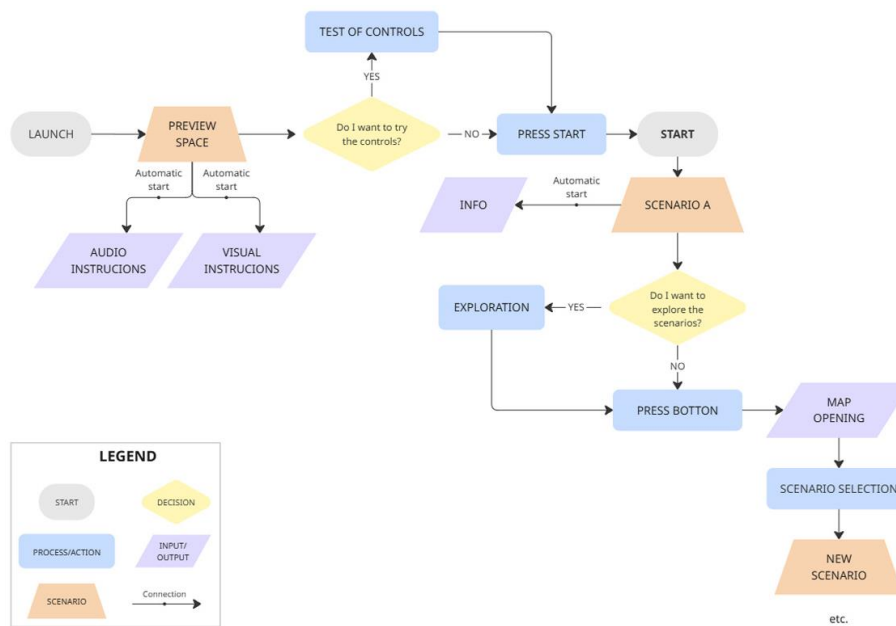 TEST OF CONTROLS
YES
LAUNCH
PREVIEW
SPACE
Do I want to try
the controls?
NO
PRESS START
START
Automatic
start
Automatic
start
AUDIO
INSTRUCIONS
VISUAL
INSTRUCIONS
INFO
Automatic
start
SCENARIO A
EXPLORATION
YES
Do I want to
explore the
scenarios?
NO
PRESS BOTTON
MAP
OPENING
SCENARIO SELECTION
NEW
SCENARIO
etc.
LEGEND
START
DECISION
PROCESS/ACTION
INPUT/
OUTPUT
SCENARIO
Connection